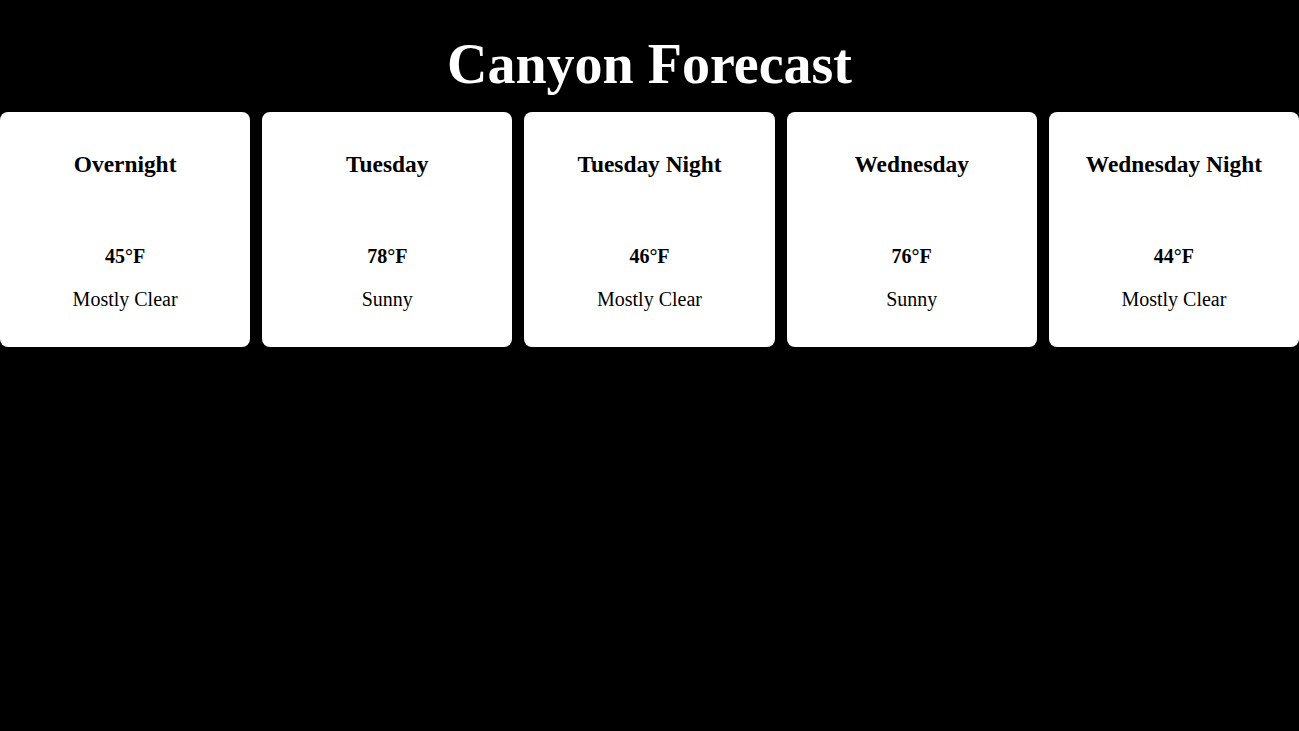 Canyon Forecast
Overnight
45°F
Mostly Clear
Tuesday
78°F
Sunny
Tuesday Night
46°F
Mostly Clear
Wednesday
76°F
Sunny
Wednesday Night
44°F
Mostly Clear